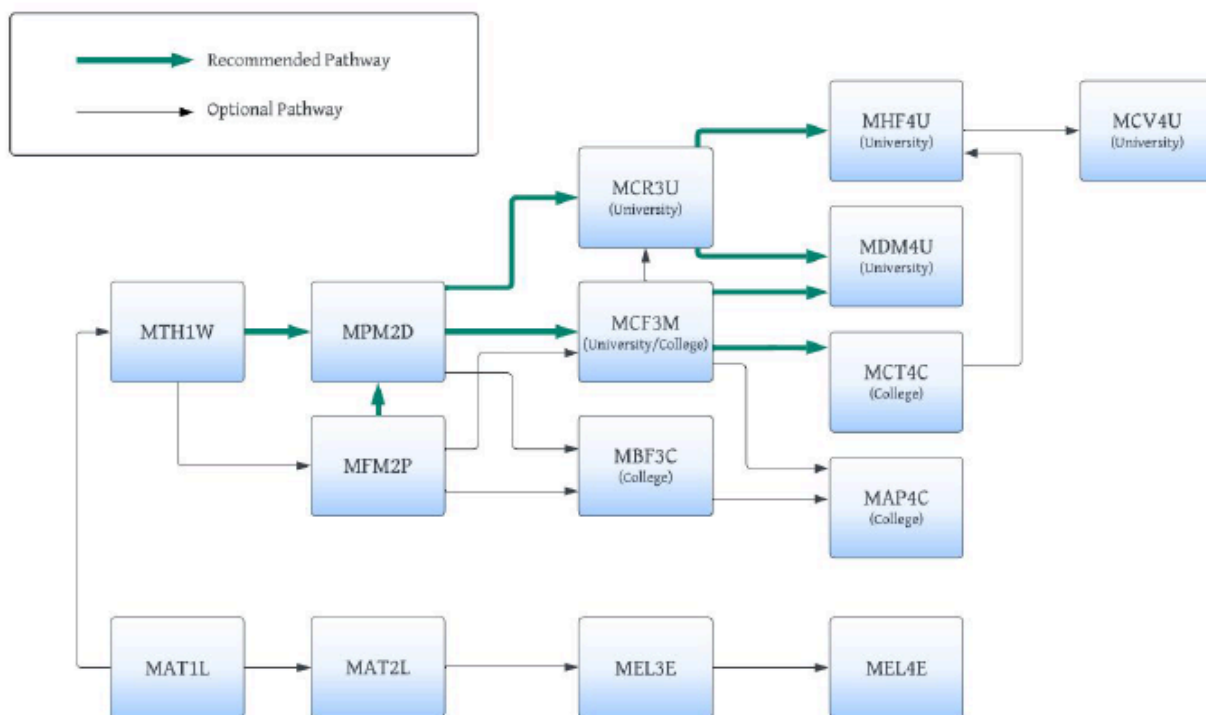 Recommended Pathway
Optional Pathway
MHF4U
(University)
MCV4U
(University)
MCR3U
(University)
MDM4U
(University)
MTH1W
MPM2D
MCF3M
(University/College)
MCT4C
(College)
MFM2P
MBF3C
(College)
MAP4C
(College)
MAT1L
MAT2L
MEL3E
MEL4E